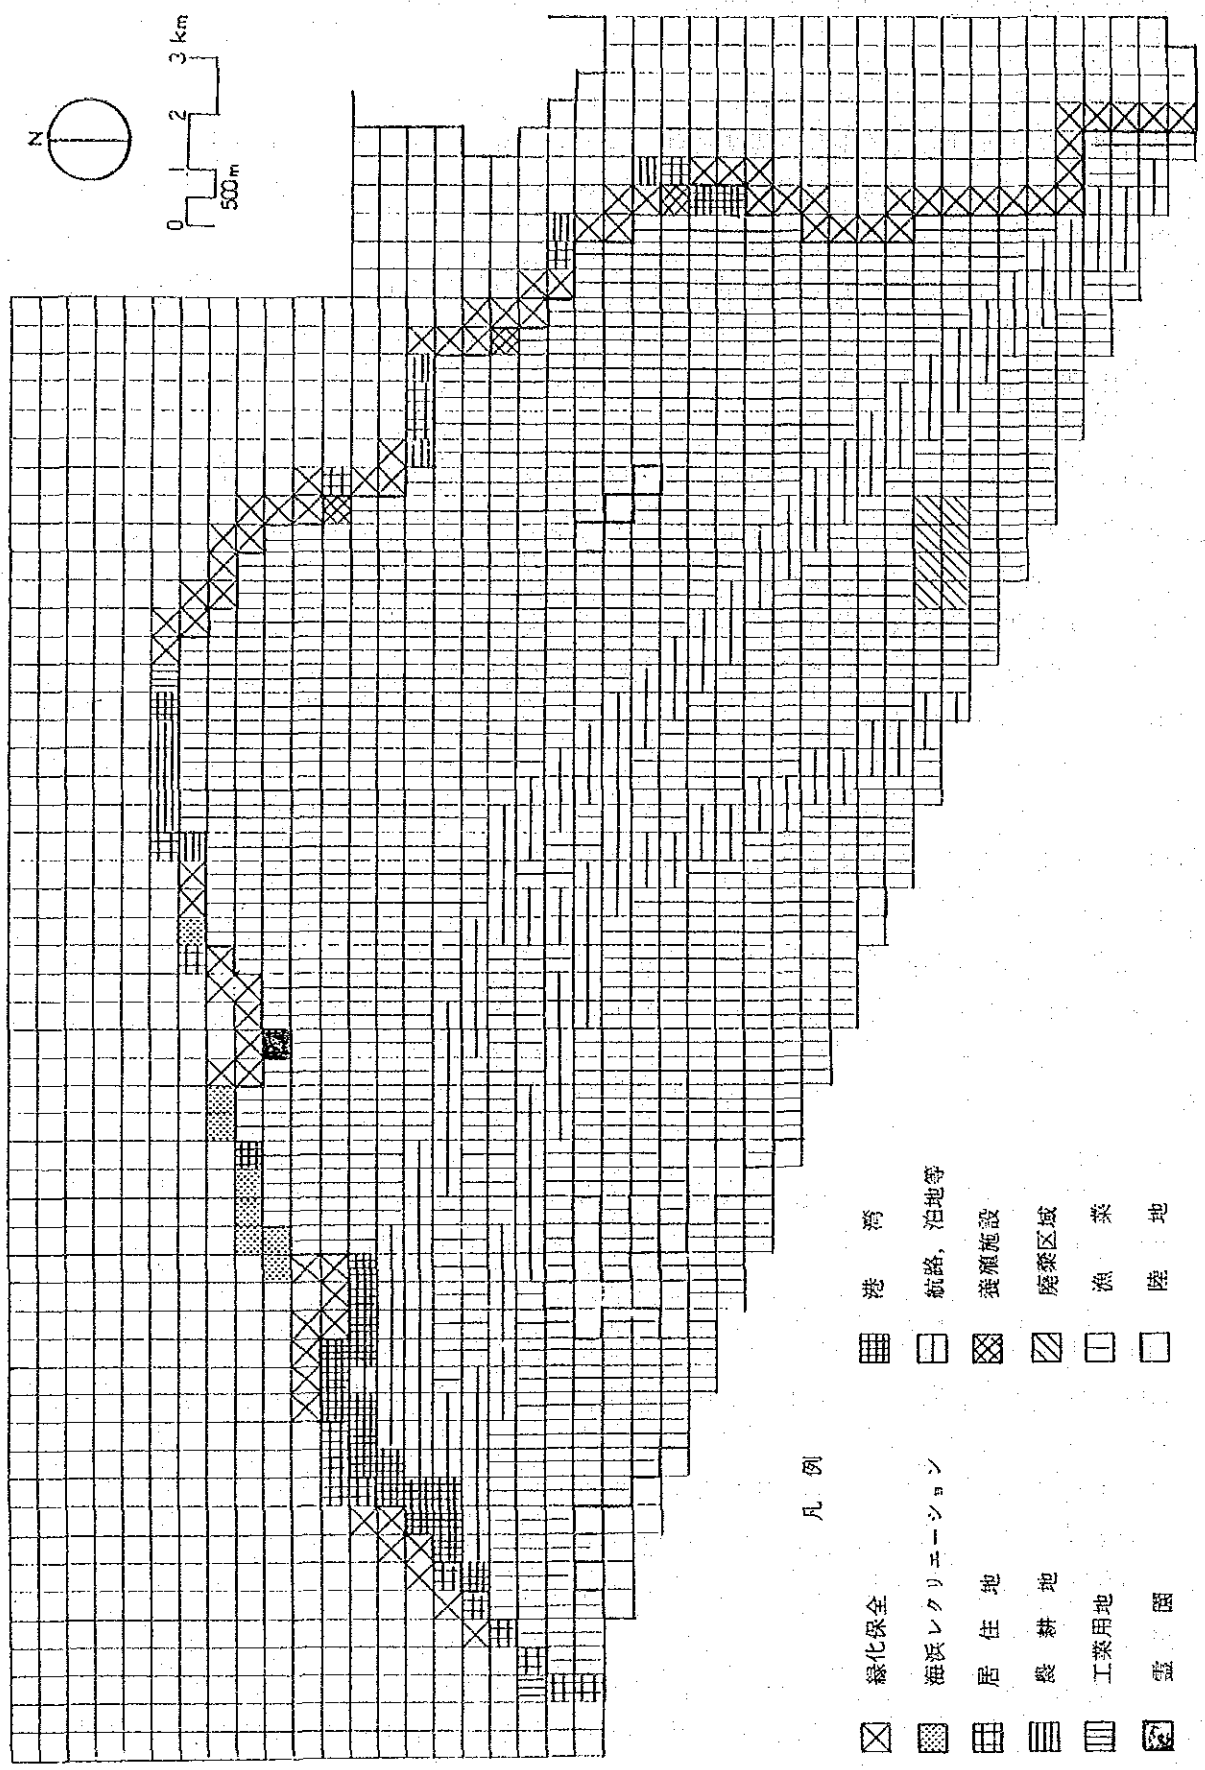 N
0 1 2 3 km
500m
凡 例
緑化保全
海浜レクリエーション
居 住 地
農 耕 地
工業用地
霊 園
港 湾
航路，泊地等
養殖施設
廃棄区域
漁 業
陸 地